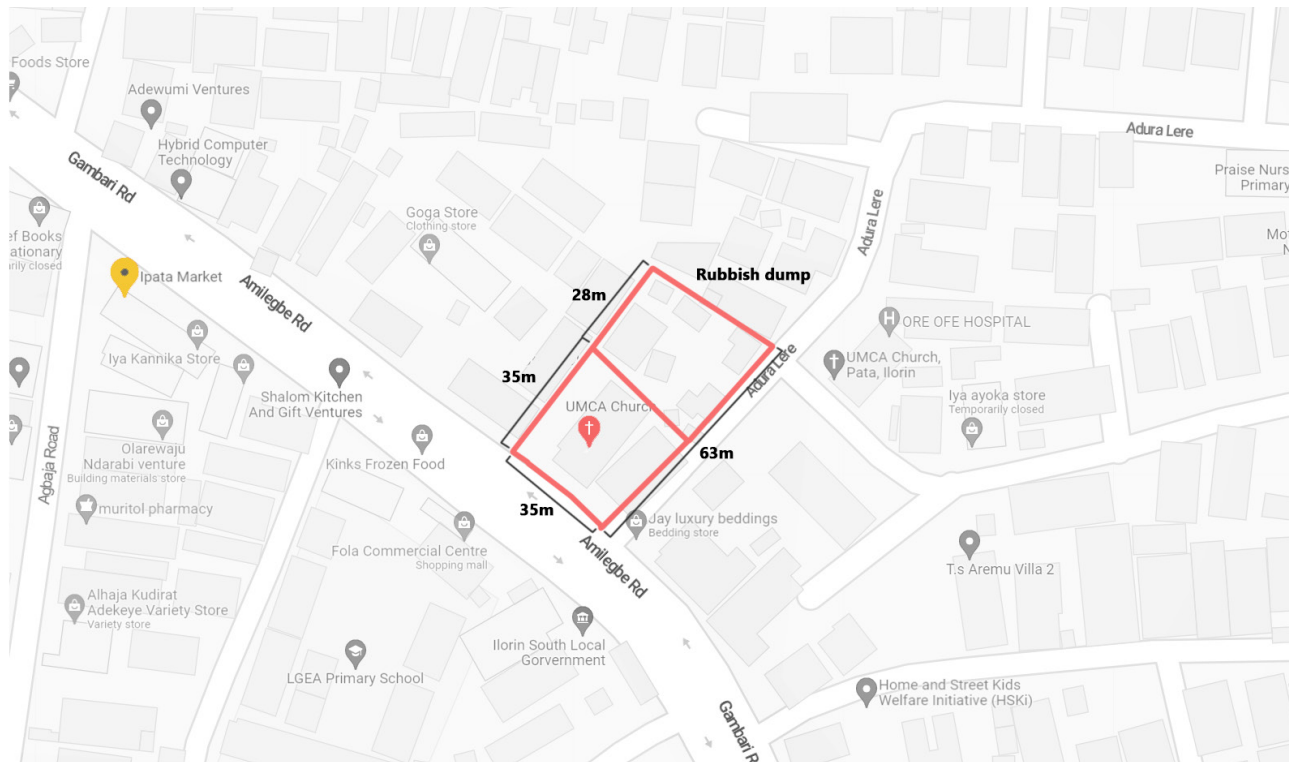 Foods Store
Adewumi Ventures
Hybrid Computer
Technology
Gambari Rd
Adura Lere
Praise Nurs
Primary
Adura Lere
Goga Store
Clothing store
ef Books
ationary
arily closed
Mot
N
Ipata Market
Rubbish dump
28m
Amilegbe Rd
ORE OFE HOSPITAL
Iya Kannika Store
Adura Lere
UMCA Church,
Pata, Ilorin
35m
Shalom Kitchen
And Gift Ventures
UMCA Church
Iya ayoka store
Temporarily closed
Agbaja Road
Olarewaju
Ndarabi venture
Building materials store
Kinks Frozen Food
63m
muritol pharmacy
35m
Jay luxury beddings
Bedding store
Fola Commercial Centre
Shopping mall
Amilegbe Rd
T.s Aremu Villa 2
Alhaja Kudirat
Adekeye Variety Store
Variety store
Ilorin South Local
Gorvernment
LGEA Primary School
Home and Street Kids
Welfare Initiative (HSKi)
Gambari R
H